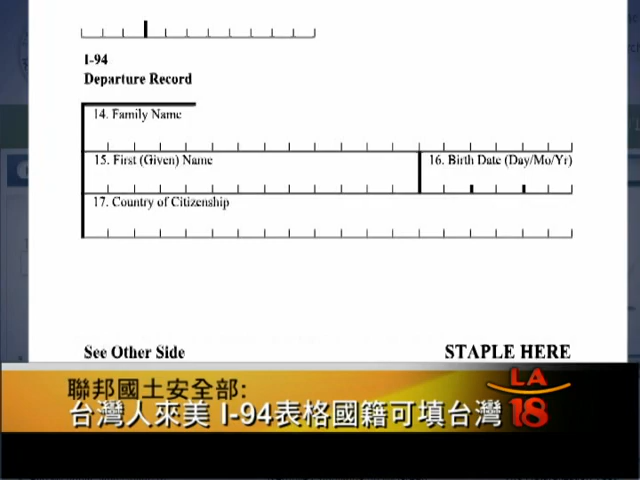 I-94
Departure Record
14. Family Name
15. First (Given) Name
16. Birth Date (Day/Mo/Yr)
17. Country of Citizenship
See Other Side
STAPLE HERE
聯邦國土安全部:
台灣人來美 I-94表格國籍可填台灣
LA
18